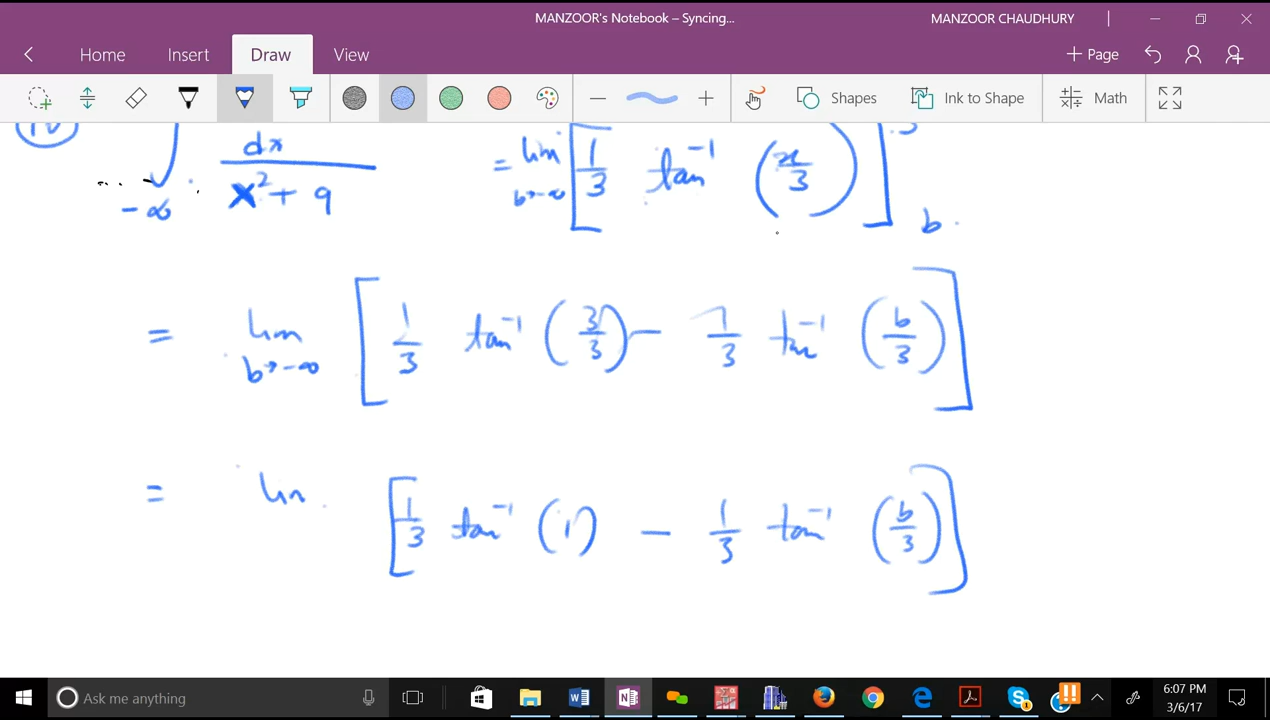 MANZOOR's Notebook – Syncing...
MANZOOR CHAUDHURY
Home Insert Draw View
Page
Shapes Ink to Shape Math
iv ∫ -∞ dx / x² + 9 = lim b→-∞ [ 1/3 tan⁻¹ ( x/3 ) ] b
= lim b→-∞ [ 1/3 tan⁻¹ ( 3/3 ) − 1/3 tan⁻¹ ( b/3 ) ]
= lim [ 1/3 tan⁻¹ (1) − 1/3 tan⁻¹ ( b/3 ) ]
Ask me anything
6:07 PM
3/6/17